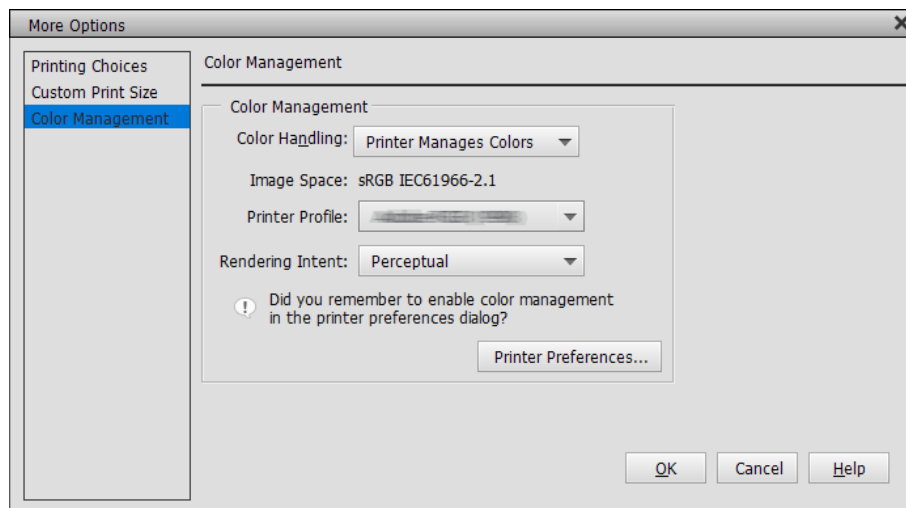 More Options
Printing Choices
Custom Print Size
Color Management
Color Management
Color Management
Color Handling: Printer Manages Colors
Image Space: sRGB IEC61966-2.1
Printer Profile:
Rendering Intent: Perceptual
Did you remember to enable color management
in the printer preferences dialog?
Printer Preferences...
OK Cancel Help